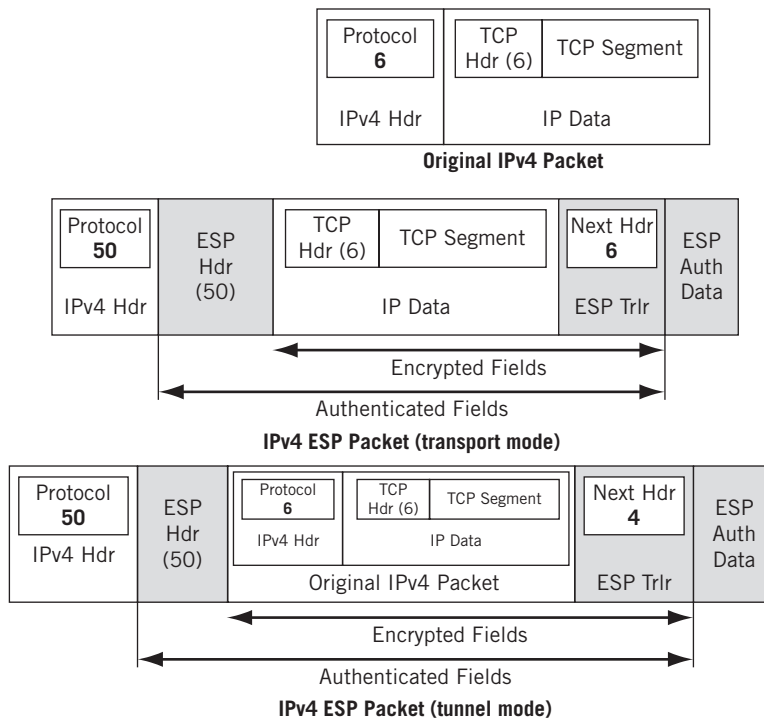 Protocol
6
TCP
Hdr (6)
TCP Segment
IPv4 Hdr
IP Data
Original IPv4 Packet
Protocol
50
ESP
Hdr
(50)
TCP
Hdr (6)
TCP Segment
Next Hdr
6
ESP
Auth
Data
IPv4 Hdr
IP Data
ESP Trlr
Encrypted Fields
Authenticated Fields
IPv4 ESP Packet (transport mode)
Protocol
50
ESP
Hdr
(50)
Protocol
6
TCP
Hdr (6)
TCP Segment
Next Hdr
4
ESP
Auth
Data
IPv4 Hdr
IPv4 Hdr
IP Data
Original IPv4 Packet
ESP Trlr
Encrypted Fields
Authenticated Fields
IPv4 ESP Packet (tunnel mode)